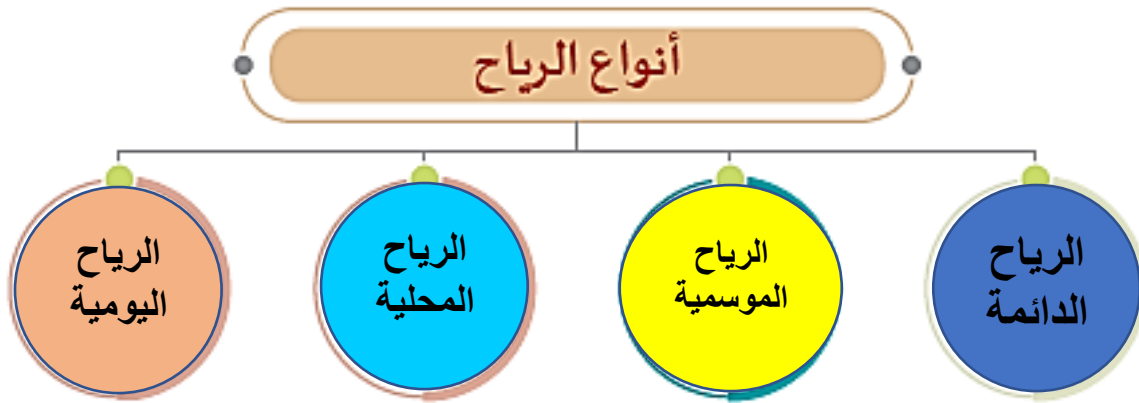 أنواع الرياح
الرياح
الدائمة
الرياح
الموسمية
الرياح
المحلية
الرياح
اليومية